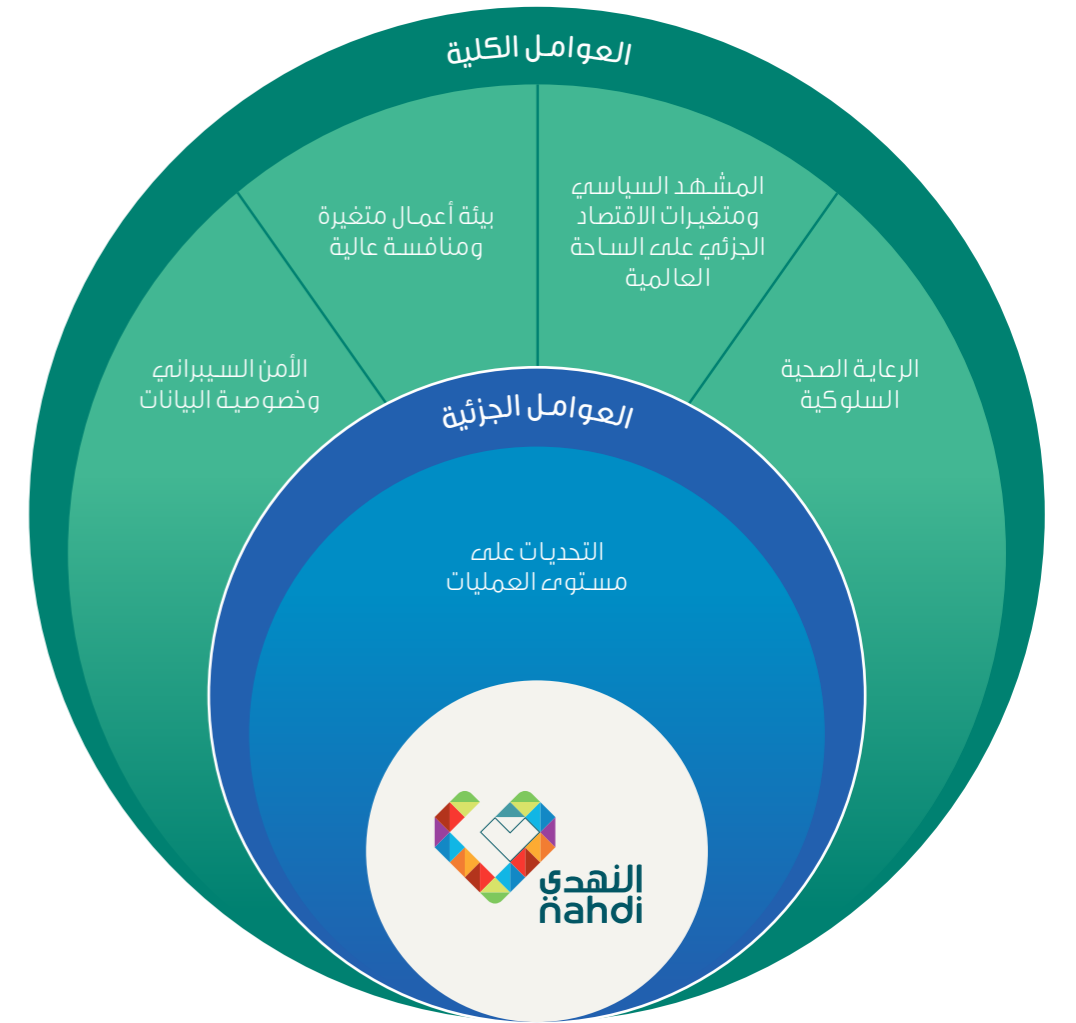 العوامل الكلية
المشهد السياسي
ومتغيرات الاقتصاد
الجزئي على الساحة
العالمية
بيئة أعمال متغيرة
ومنافسة عالية
الرعاية الصحية
السلوكية
الأمن السيبراني
وخصوصية البيانات
العوامل الجزئية
التحديات على
مستوى العمليات
النهدي
nahdi